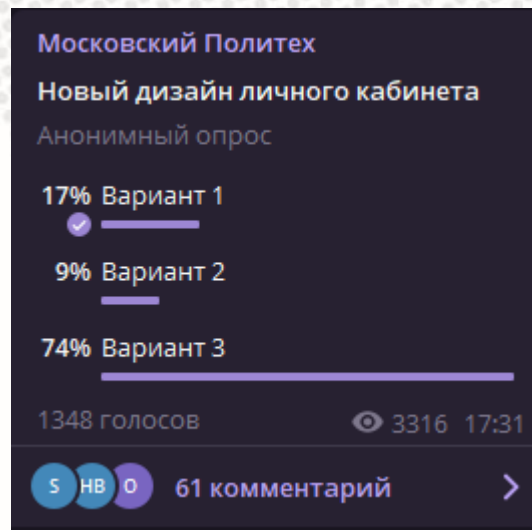 Московский Политех
Новый дизайн личного кабинета
Анонимный опрос
17% Вариант 1
9% Вариант 2
74% Вариант 3
1348 голосов 3316 17:31
S HB O 61 комментарий